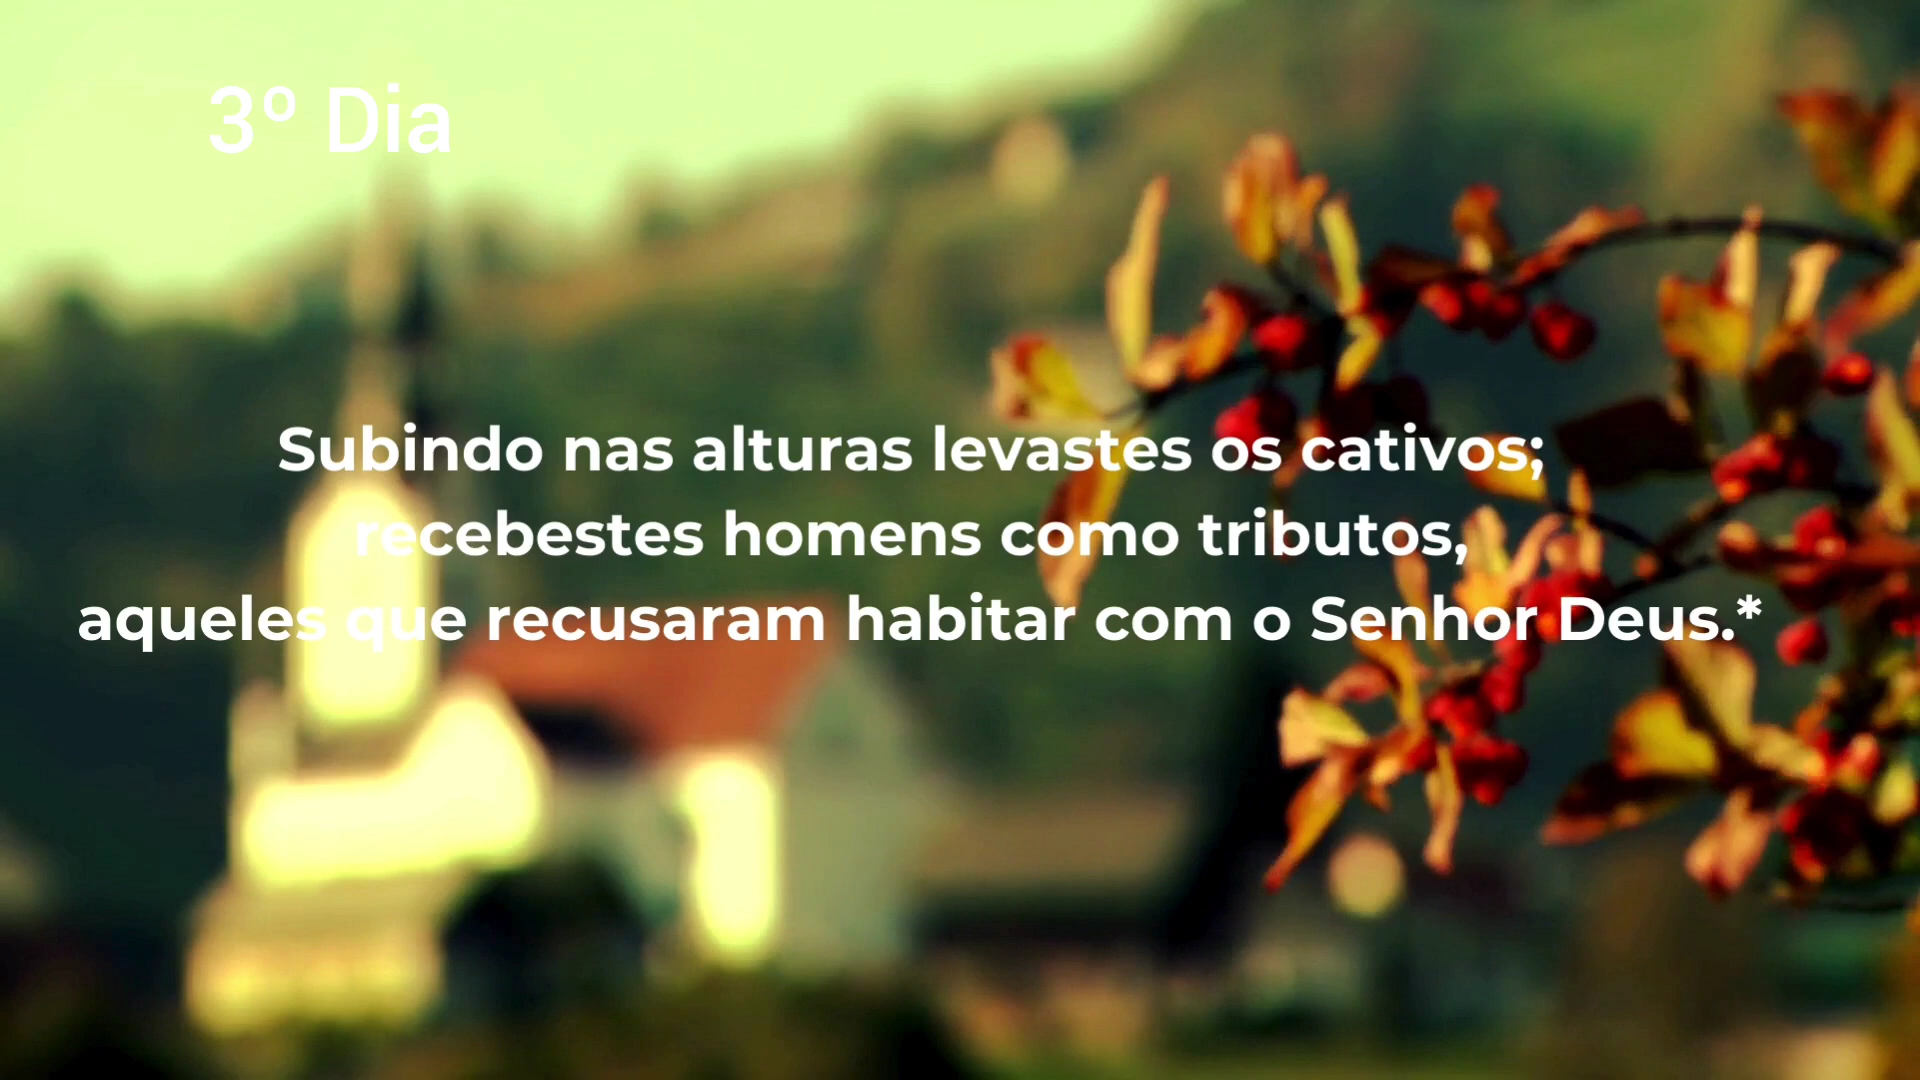 3º Dia
Subindo nas alturas levastes os cativos;
recebestes homens como tributos,
aqueles que recusaram habitar com o Senhor Deus.*